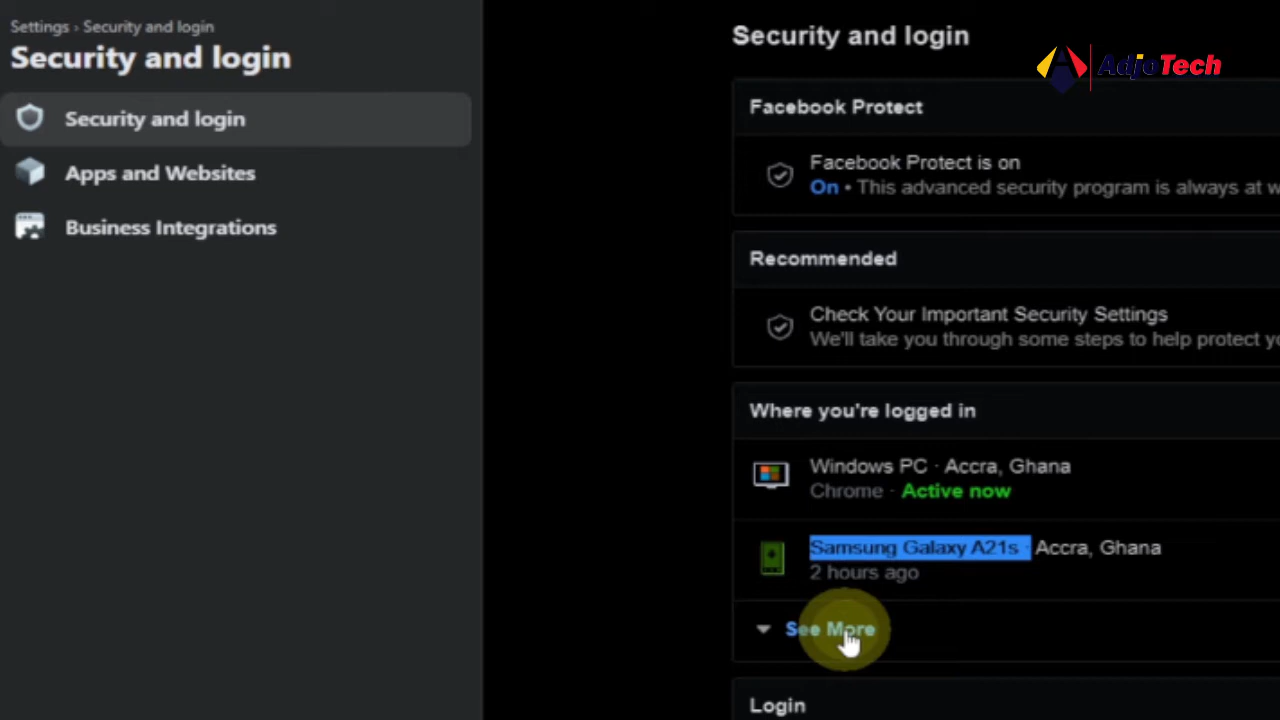 Settings › Security and login
Security and login
Security and login
Apps and Websites
Business Integrations
Security and login
AdjoTech
Facebook Protect
Facebook Protect is on
On • This advanced security program is always at w
Recommended
Check Your Important Security Settings
We'll take you through some steps to help protect yo
Where you're logged in
Windows PC · Accra, Ghana
Chrome · Active now
Samsung Galaxy A21s · Accra, Ghana
2 hours ago
See More
Login